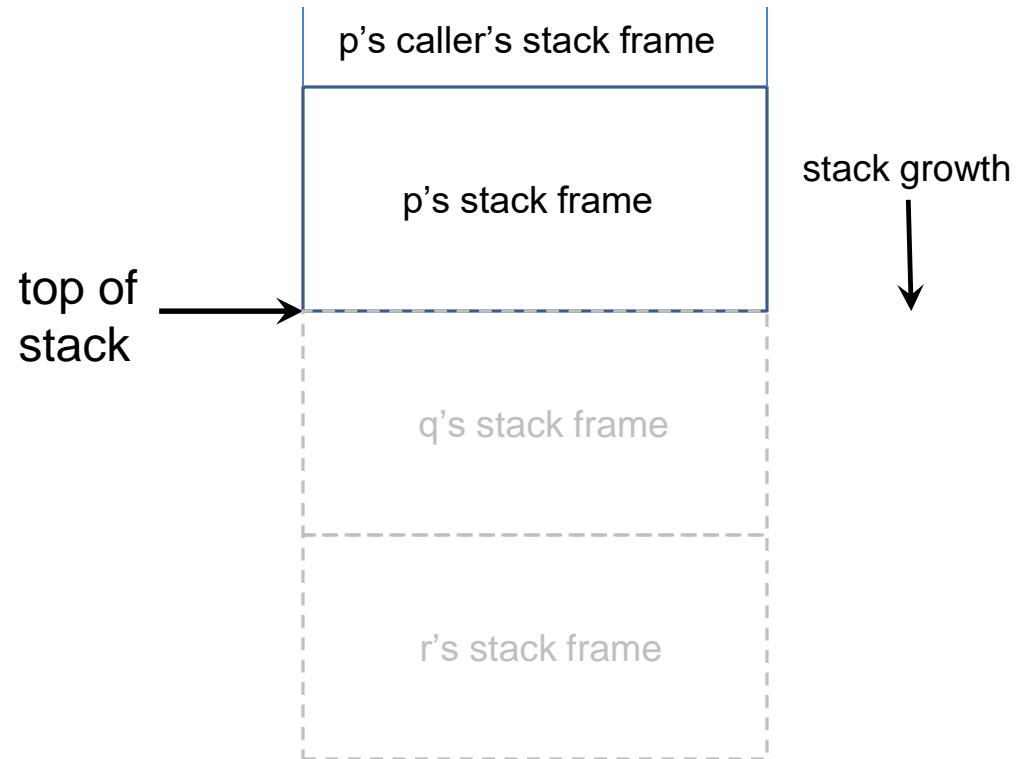 p’s caller’s stack frame
stack growth
p’s stack frame
top of
stack
q’s stack frame
r’s stack frame